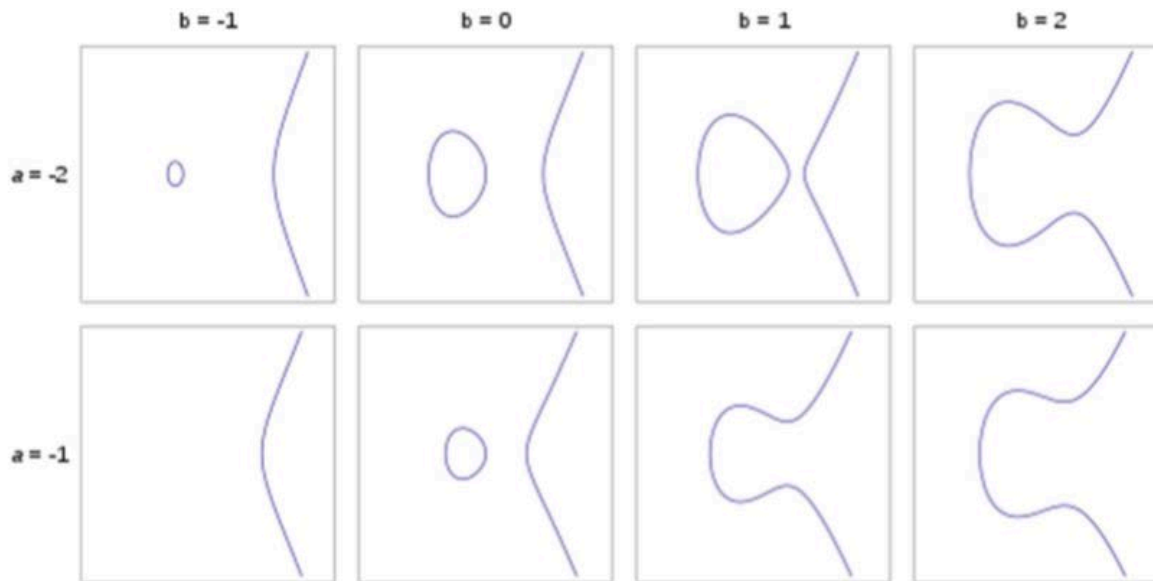 b = -1 b = 0 b = 1 b = 2
a = -2
a = -1